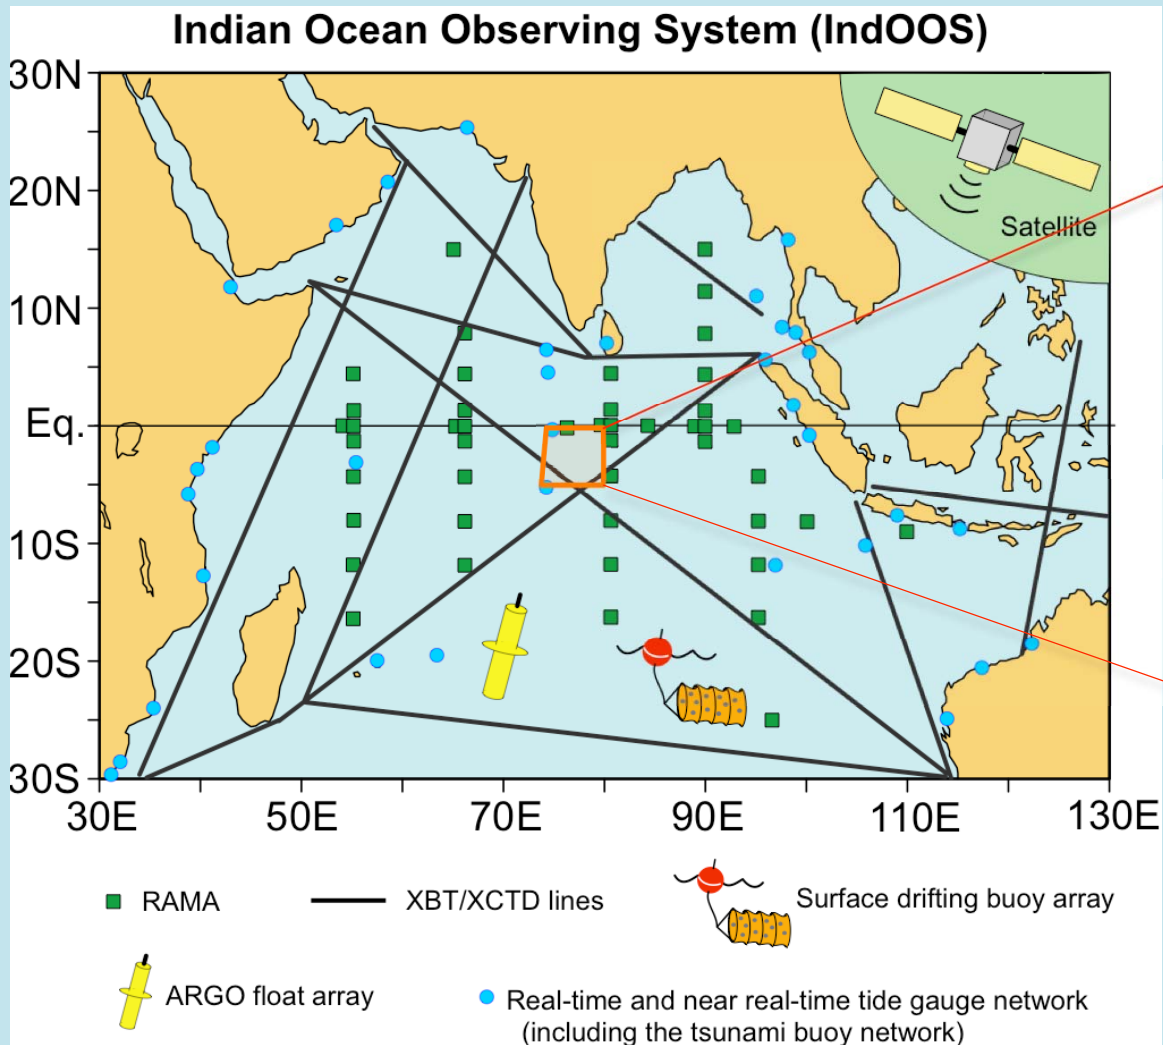 Indian Ocean Observing System (IndOOS)
30N
20N
10N
Eq.
10S
20S
30S
Satellite
30E
50E
70E
90E
110E
130E
RAMA
XBT/XCTD lines
Surface drifting buoy array
ARGO float array
Real-time and near real-time tide gauge network
(including the tsunami buoy network)